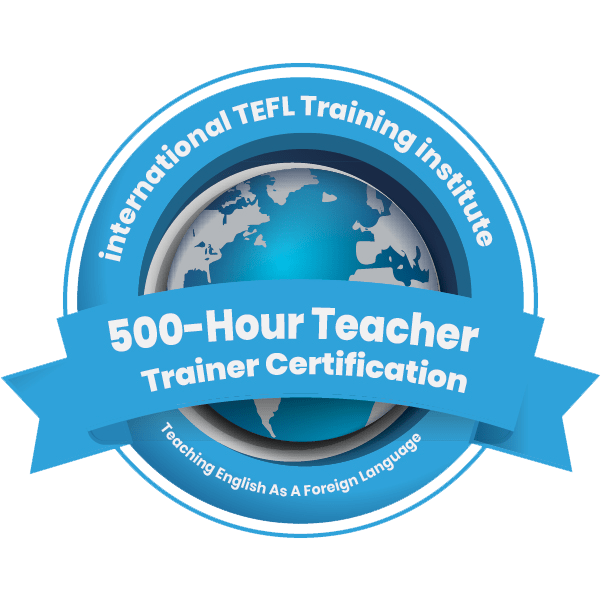 international TEFL Training institute
500-Hour Teacher
Trainer Certification
Teaching English As A Foreign Language